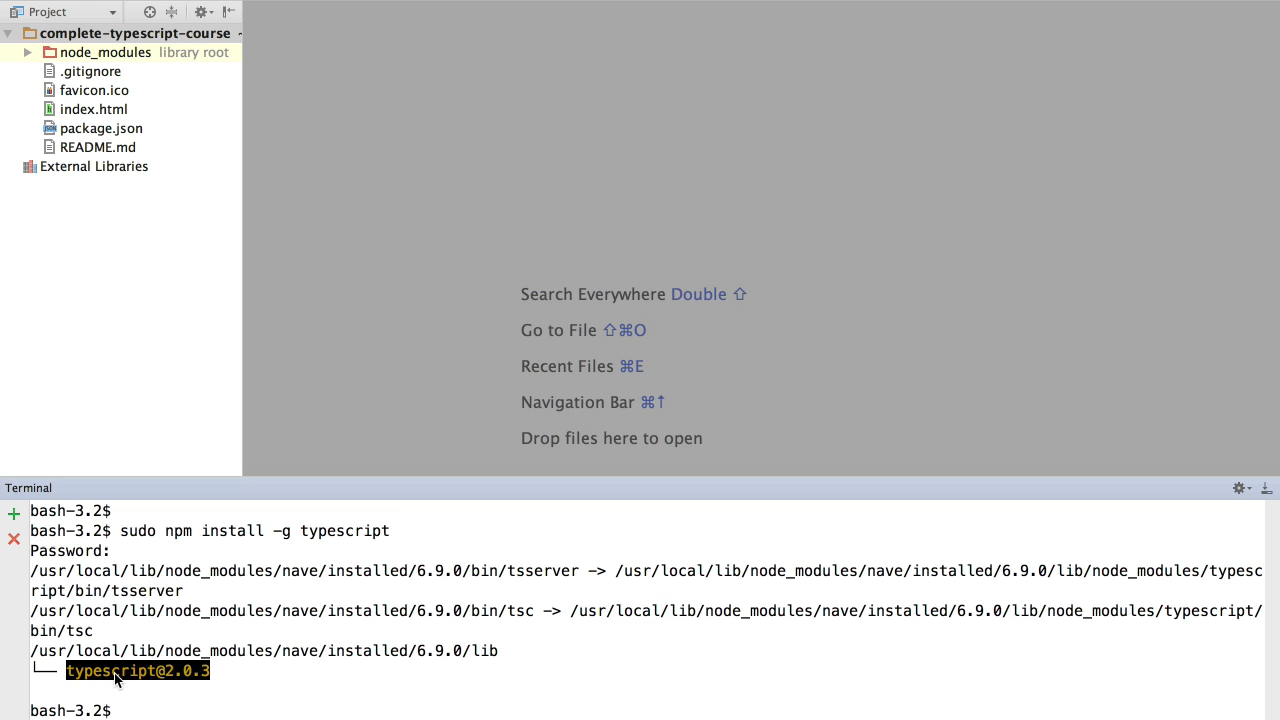 Project
complete-typescript-course
node_modules library root
.gitignore
favicon.ico
index.html
package.json
README.md
External Libraries
Search Everywhere Double ⇧
Go to File ⇧⌘O
Recent Files ⌘E
Navigation Bar ⌘↑
Drop files here to open
Terminal
bash-3.2$
bash-3.2$ sudo npm install -g typescript
Password:
/usr/local/lib/node_modules/nave/installed/6.9.0/bin/tsserver -> /usr/local/lib/node_modules/nave/installed/6.9.0/lib/node_modules/typesc
ript/bin/tsserver
/usr/local/lib/node_modules/nave/installed/6.9.0/bin/tsc -> /usr/local/lib/node_modules/nave/installed/6.9.0/lib/node_modules/typescript/
bin/tsc
/usr/local/lib/node_modules/nave/installed/6.9.0/lib
└── typescript@2.0.3
bash-3.2$